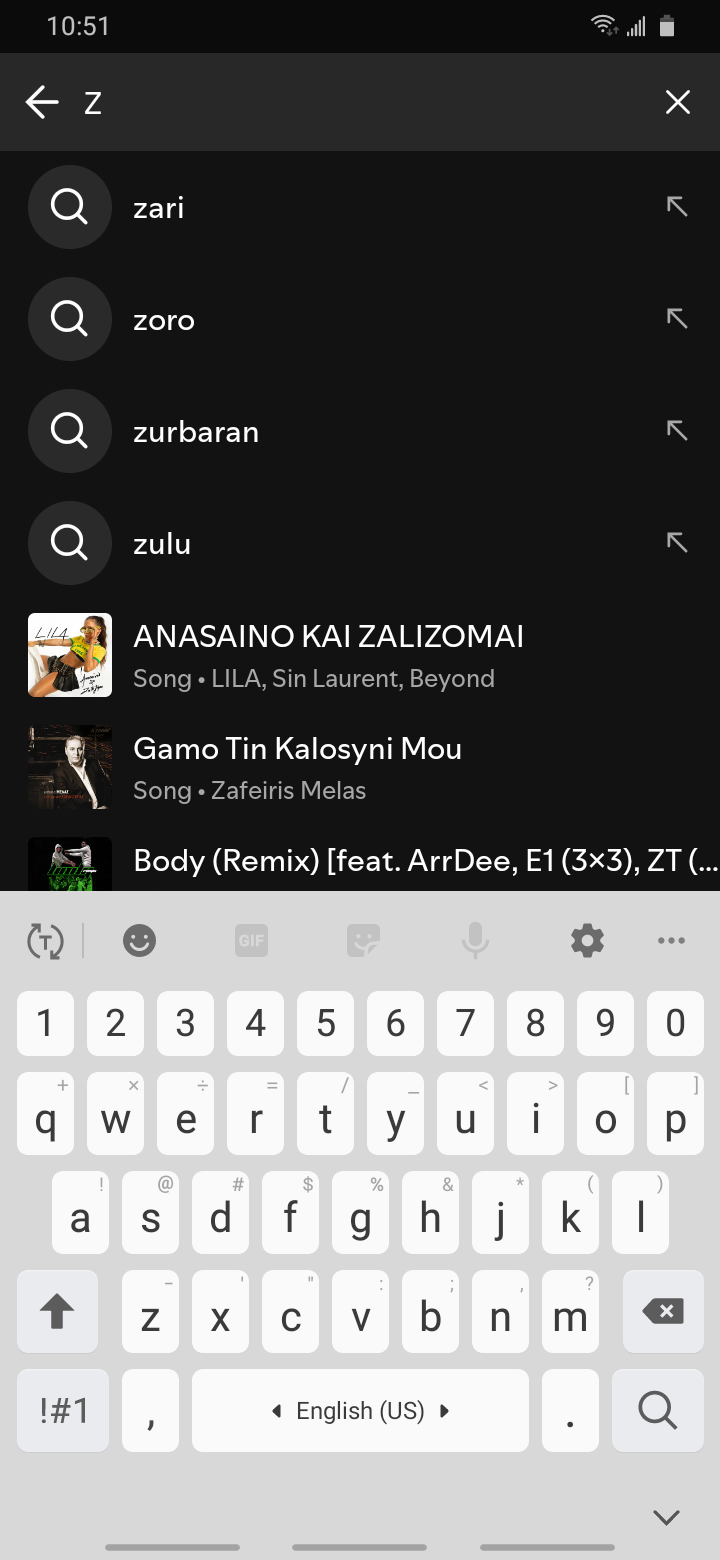 10:51
z
zari
zoro
zurbaran
zulu
ANASAINO KAI ZALIZOMAI
Song • LILA, Sin Laurent, Beyond
Gamo Tin Kalosyni Mou
Song • Zafeiris Melas
Body (Remix) [feat. ArrDee, E1 (3×3), ZT (...
T
GIF
1 2 3 4 5 6 7 8 9 0
+ × ÷ = / _ < > [ ]
q w e r t y u i o p
! @ # $ % & * ( )
a s d f g h j k l
- ' " : ; , ?
z x c v b n m
!#1 , English (US) .